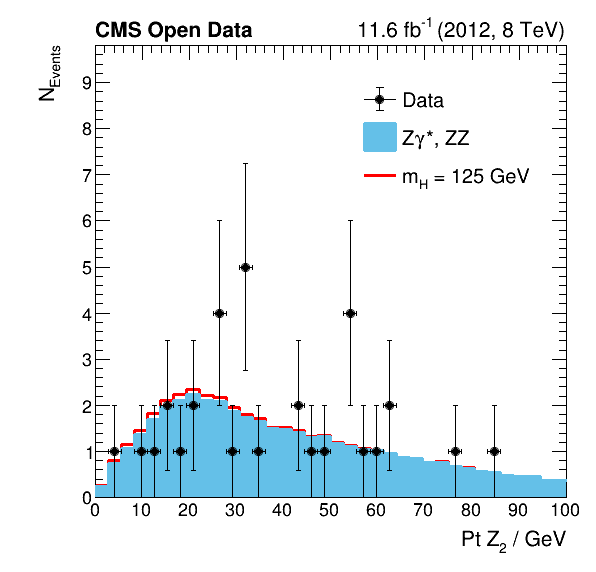 CMS Open Data 11.6 fb⁻¹ (2012, 8 TeV)
N_Events
9
8
7
6
5
4
3
2
1
0
Data
Zγ*, ZZ
m_H = 125 GeV
0 10 20 30 40 50 60 70 80 90 100
Pt Z₂ / GeV